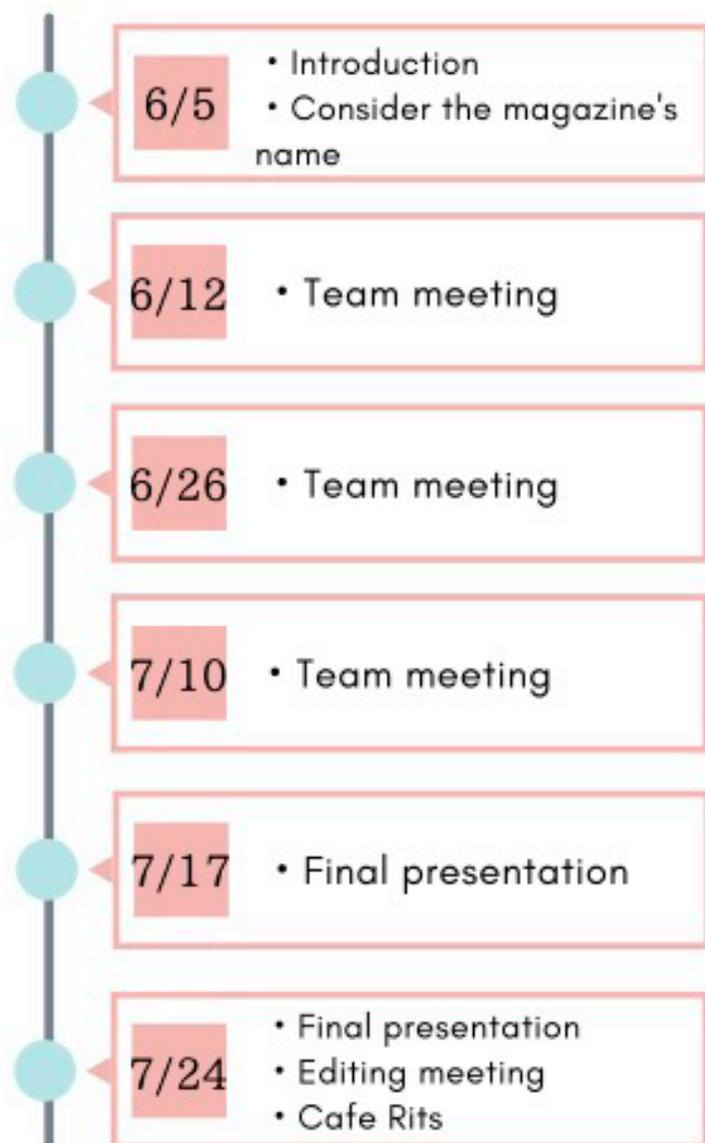 6/5
・Introduction
・Consider the magazine's
name
6/12
・Team meeting
6/26
・Team meeting
7/10
・Team meeting
7/17
・Final presentation
7/24
・Final presentation
・Editing meeting
・Cafe Rits